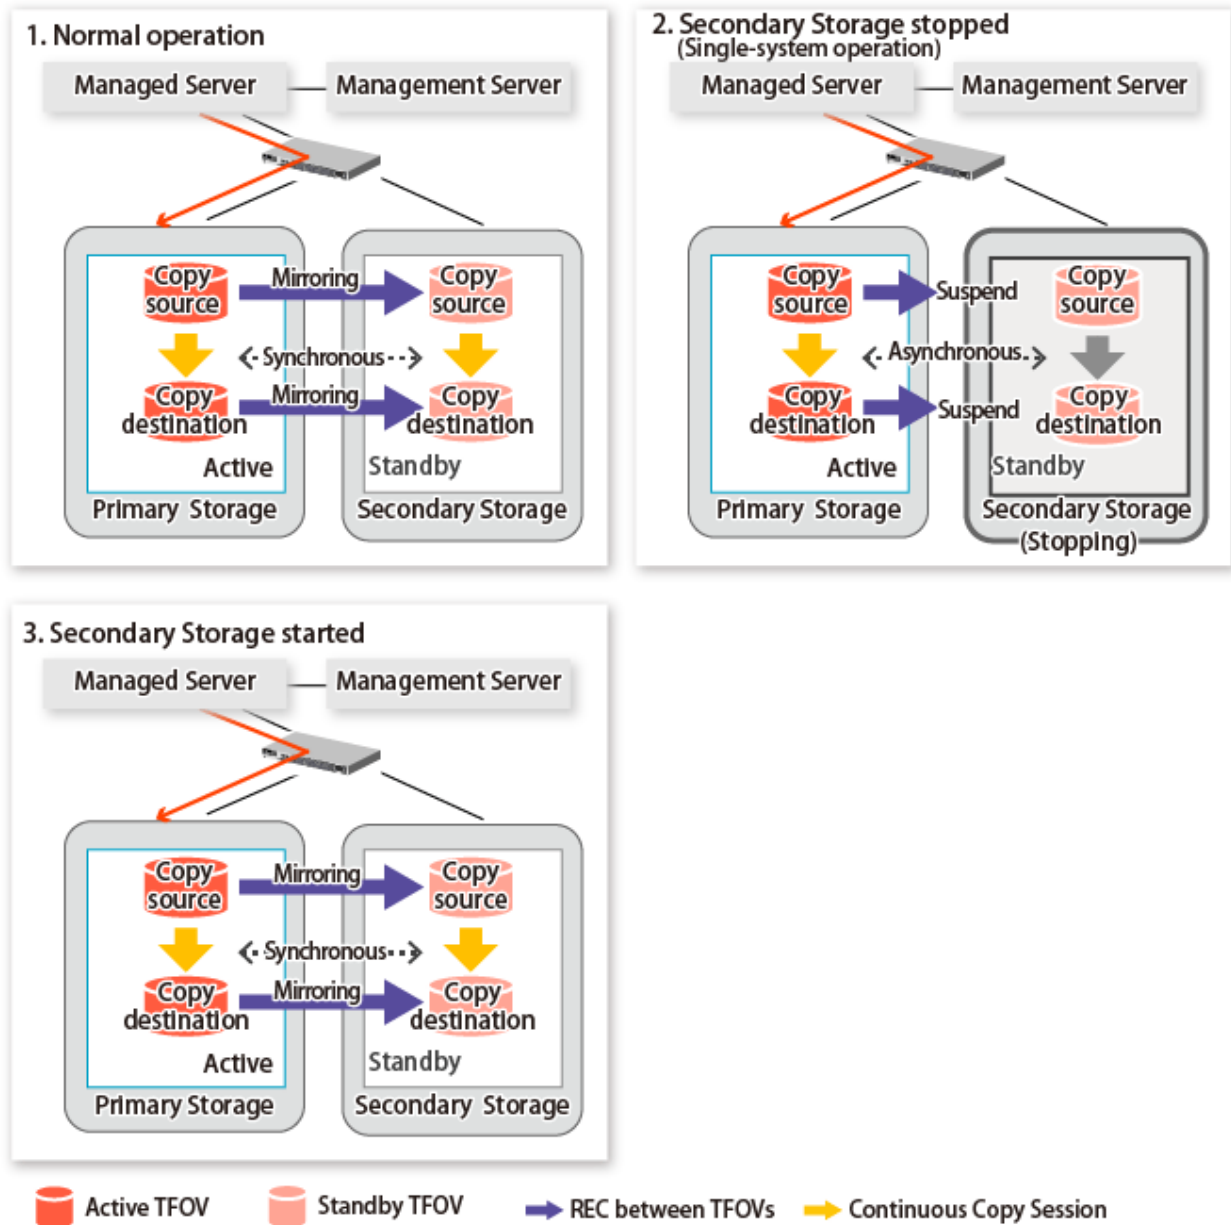 1. Normal operation
Managed Server
Management Server
Copy
source
Mirroring
Copy
source
Synchronous
Copy
destination
Mirroring
Copy
destination
Active
Standby
Primary Storage
Secondary Storage
2. Secondary Storage stopped
(Single-system operation)
Managed Server
Management Server
Copy
source
Suspend
Copy
source
Asynchronous
Copy
destination
Suspend
Copy
destination
Active
Standby
Primary Storage
Secondary Storage
(Stopping)
3. Secondary Storage started
Managed Server
Management Server
Copy
source
Mirroring
Copy
source
Synchronous
Copy
destination
Mirroring
Copy
destination
Active
Standby
Primary Storage
Secondary Storage
Active TFOV
Standby TFOV
REC between TFOVs
Continuous Copy Session